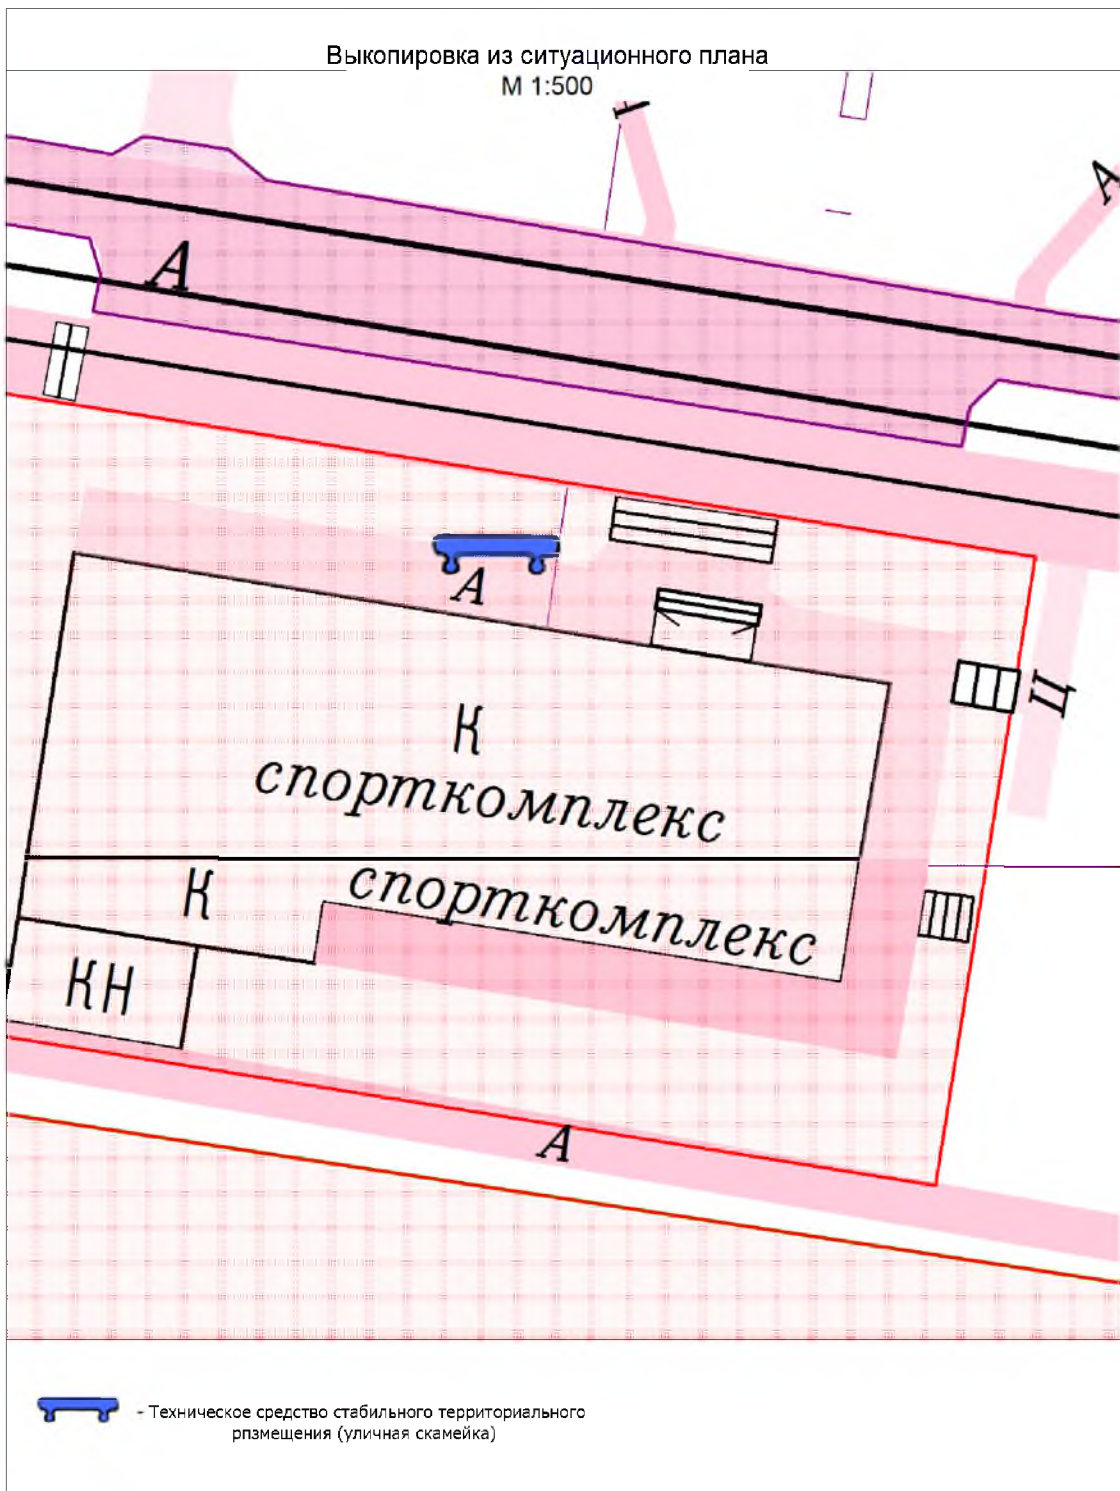 Выкопировка из ситуационного плана
М 1:500
А
А
А
К
спорткомплекс
Ц
К
спорткомплекс
КН
А
- Техническое средство стабильного территориального
рпзмещения (уличная скамейка)